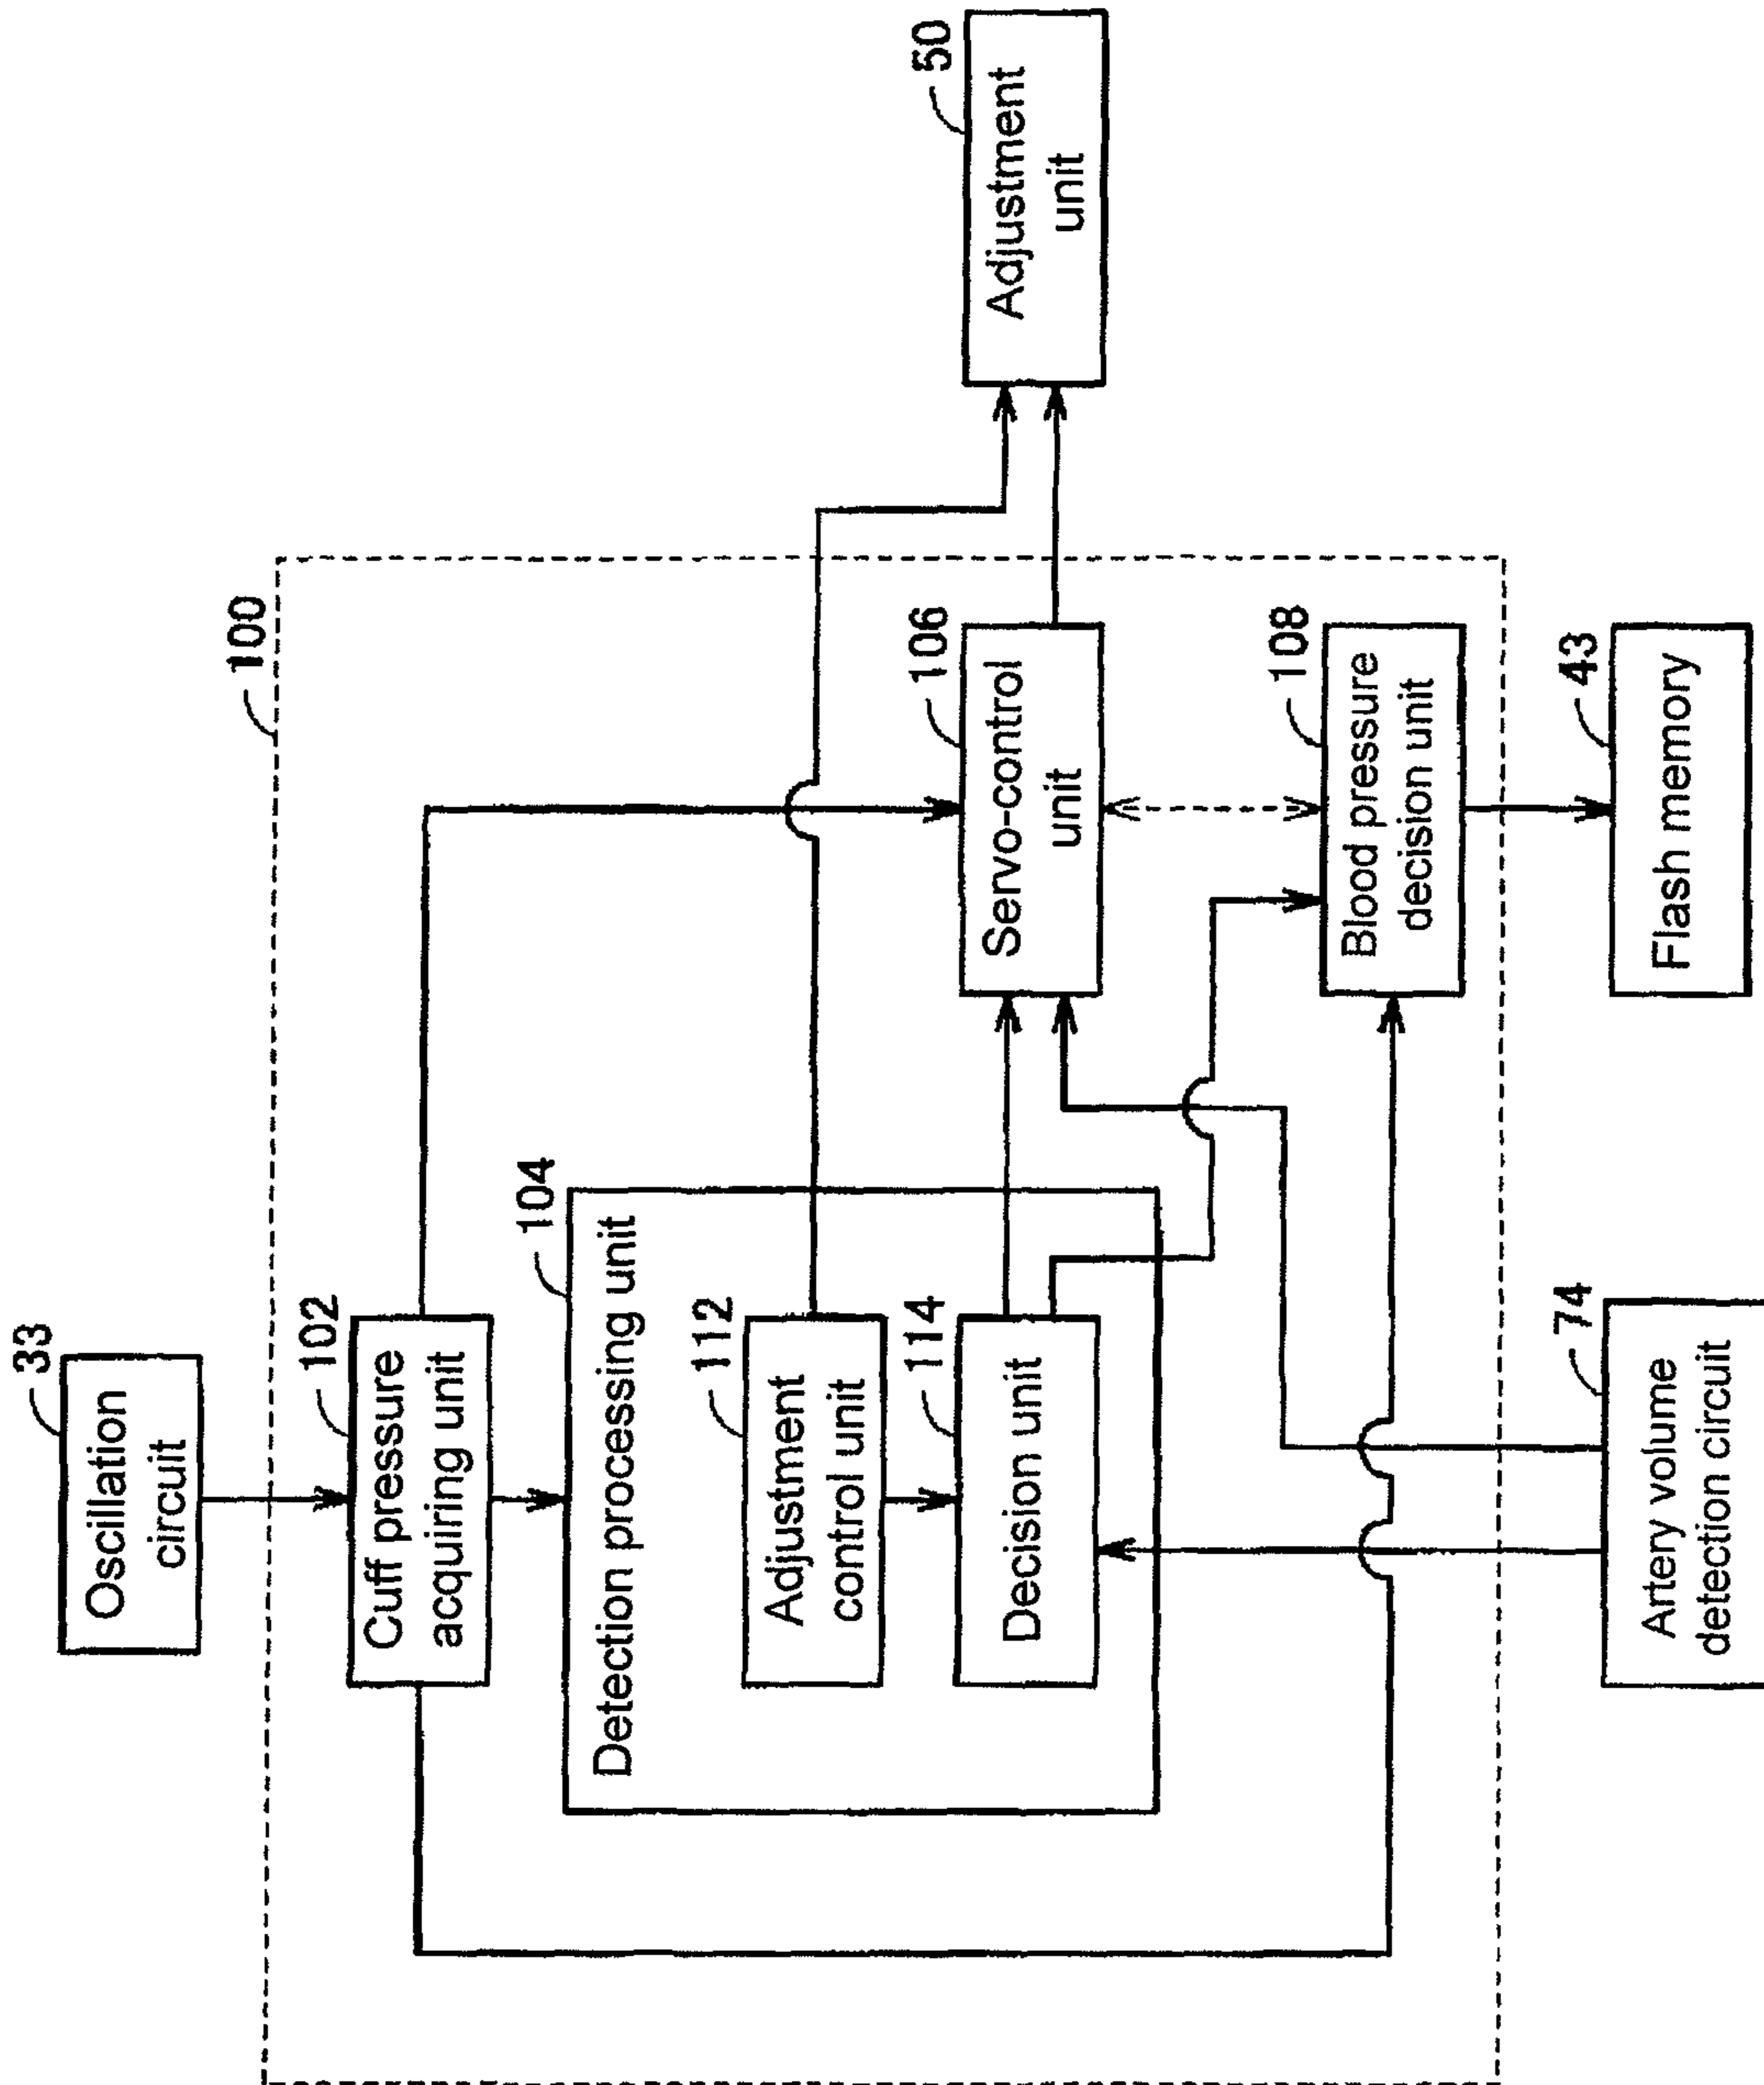 100
33
Oscillation
circuit
102
Cuff pressure
acquiring unit
104
Detection processing unit
112
Adjustment
control unit
114
Decision unit
106
Servo-control
unit
108
Blood pressure
decision unit
50
Adjustment
unit
74
Artery volume
detection circuit
43
Flash memory